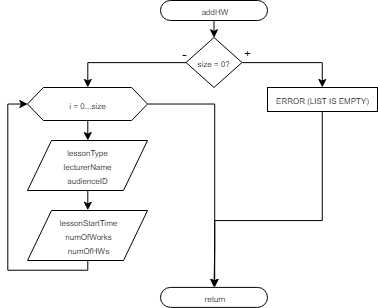 addHW
-
+
size = 0?
i = 0...size
ERROR (LIST IS EMPTY)
lessonType
lecturerName
audienceID
lessonStartTime
numOfWorks
numOfHWs
return